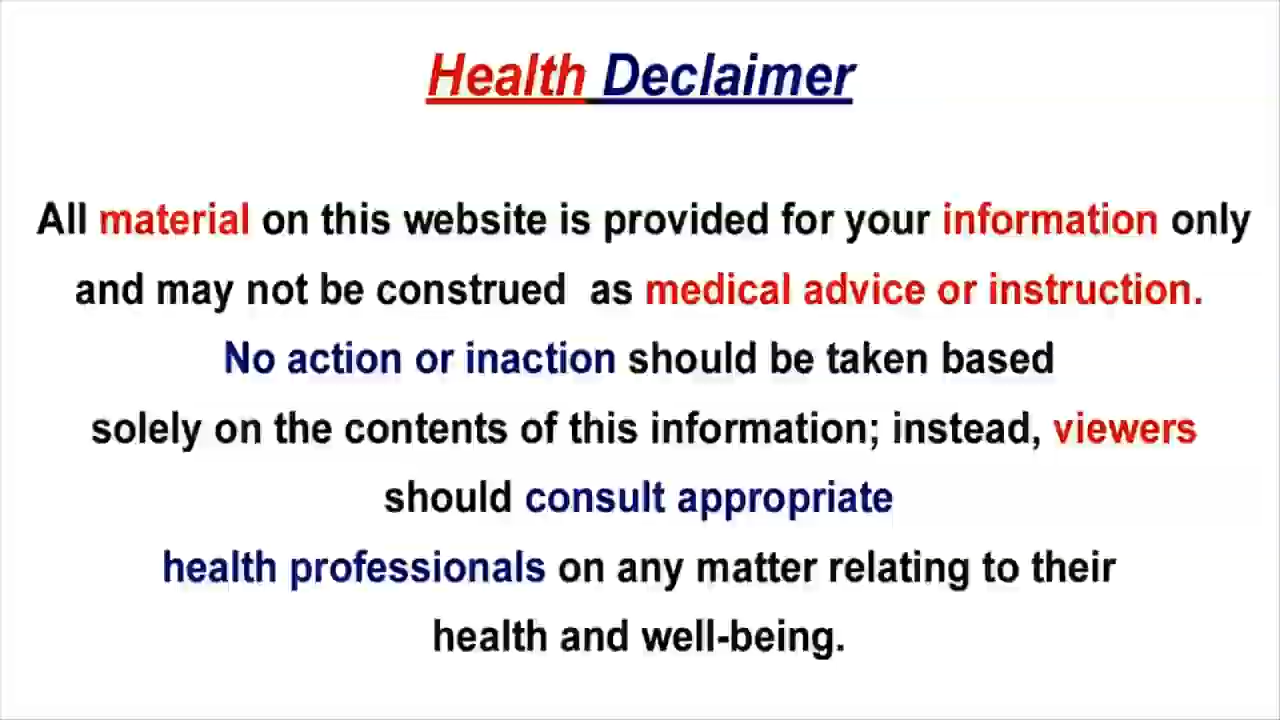 Health Declaimer
All material on this website is provided for your information only
and may not be construed  as medical advice or instruction.
No action or inaction should be taken based
solely on the contents of this information; instead, viewers
should consult appropriate
health professionals on any matter relating to their
health and well-being.